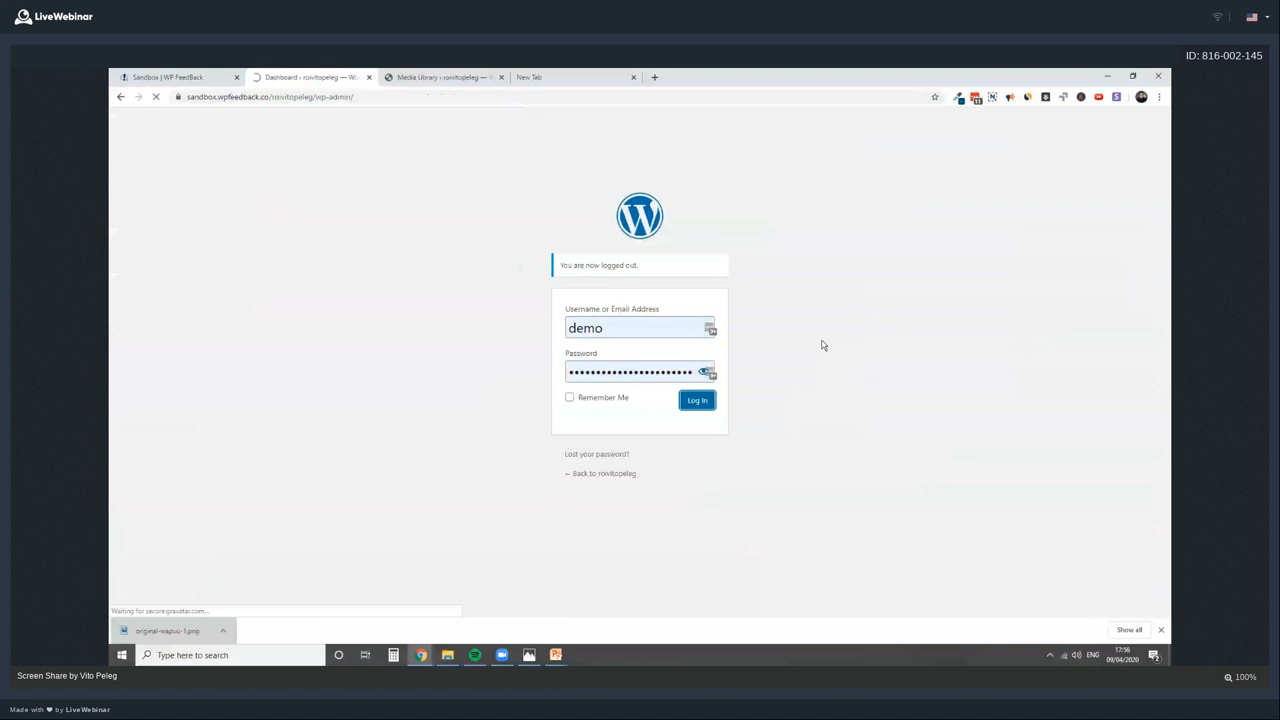 LiveWebinar
ID: 816-002-145
Sandbox | WP FeedBack
Dashboard ‹ roivitopeleg — Wo
Media Library ‹ roivitopeleg — W
New Tab
sandbox.wpfeedback.co/roivitopeleg/wp-admin/
You are now logged out.
Username or Email Address
demo
Password
Remember Me
Log In
Lost your password?
← Back to roivitopeleg
Waiting for secure.gravatar.com...
original-wapuu-1.png
Show all
Type here to search
ENG
17:56
09/04/2020
Screen Share by Vito Peleg
100%
Made with ♥ by LiveWebinar